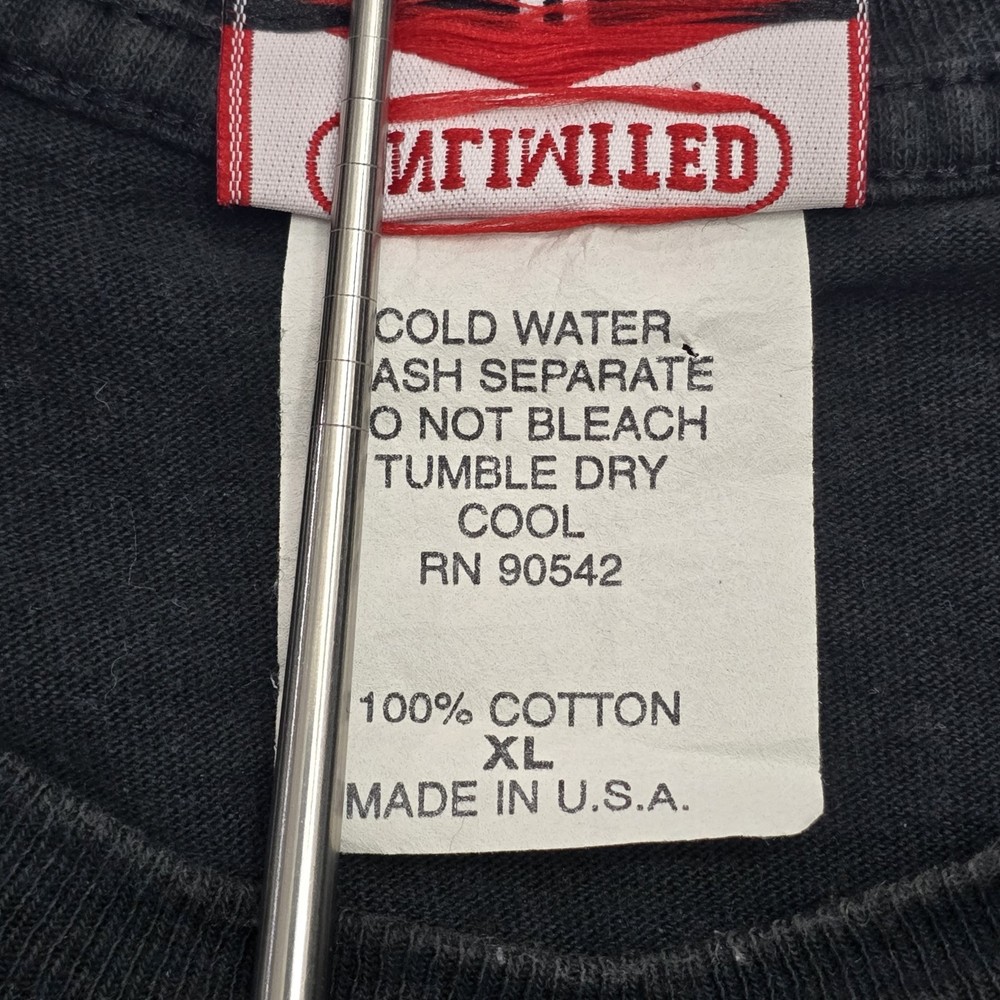 UNLIMITED
COLD WATER
ASH SEPARATE
O NOT BLEACH
TUMBLE DRY
COOL
RN 90542
100% COTTON
XL
MADE IN U.S.A.